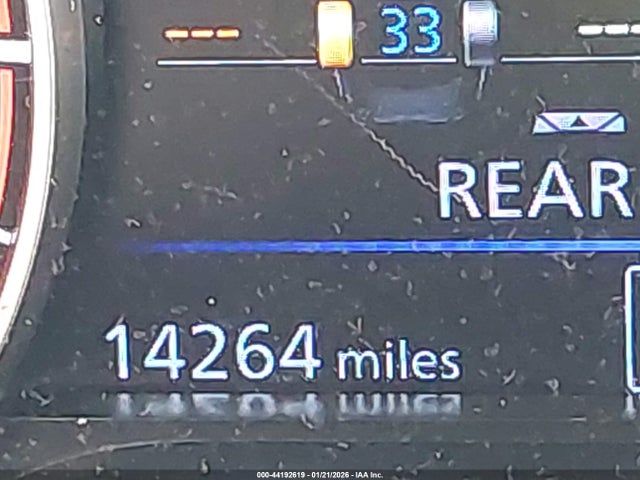 --- 33 ---
REAR
14264 miles
000-44192619 - 01/21/2026 - IAA Inc.